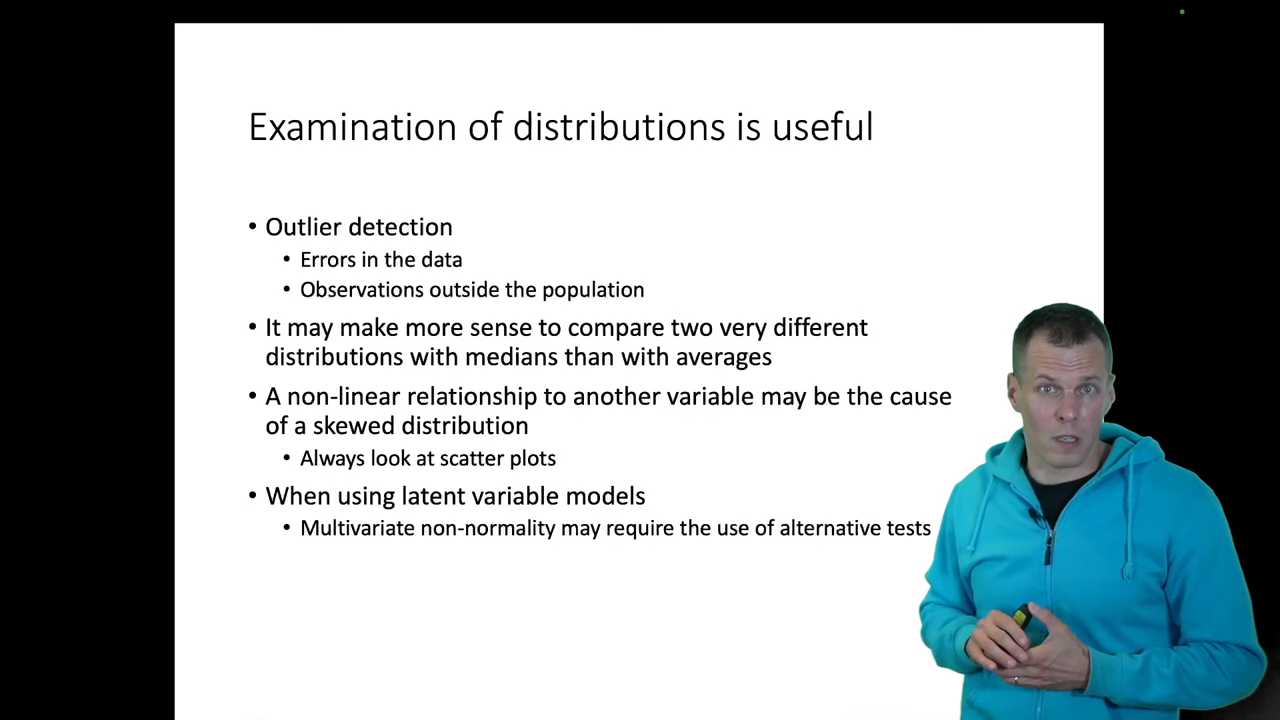 Examination of distributions is useful
• Outlier detection
• Errors in the data
• Observations outside the population
• It may make more sense to compare two very different
distributions with medians than with averages
• A non-linear relationship to another variable may be the cause
of a skewed distribution
• Always look at scatter plots
• When using latent variable models
• Multivariate non-normality may require the use of alternative tests